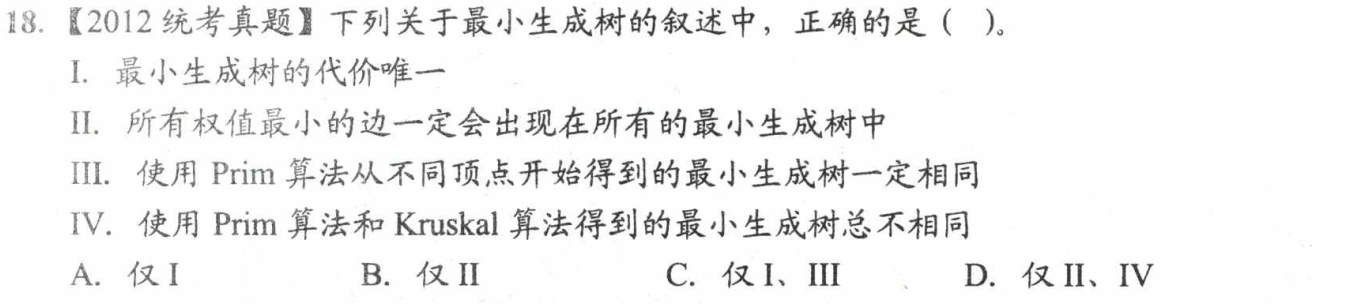 18.【2012 统考真题】下列关于最小生成树的叙述中，正确的是（ ）。
I. 最小生成树的代价唯一
II. 所有权值最小的边一定会出现在所有的最小生成树中
III. 使用 Prim 算法从不同顶点开始得到的最小生成树一定相同
IV. 使用 Prim 算法和 Kruskal 算法得到的最小生成树总不相同
A. 仅 I B. 仅 II C. 仅 I、III D. 仅 II、IV